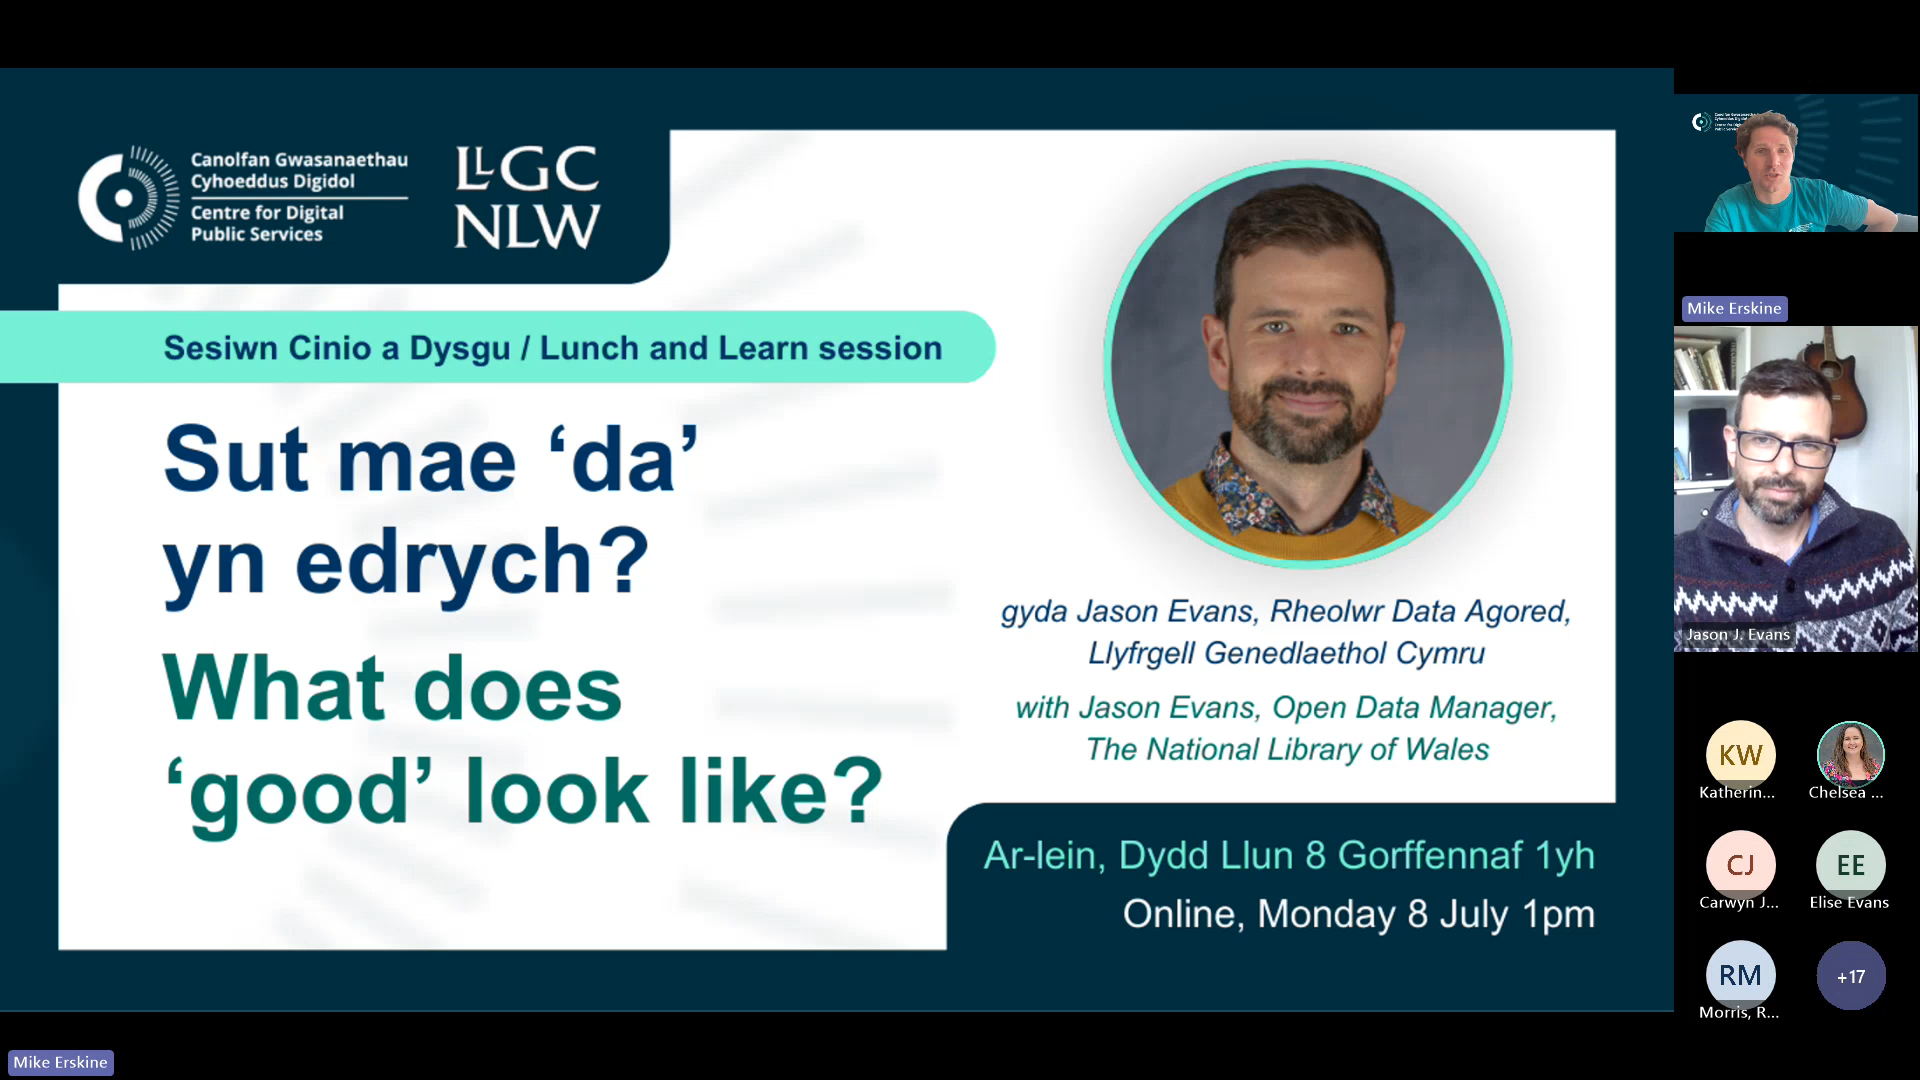 Canolfan Gwasanaethau
Cyhoeddus Digidol
Centre for Digital
Public Services
LLGC
NLW
Sesiwn Cinio a Dysgu / Lunch and Learn session
Sut mae ‘da’
yn edrych?
What does
‘good’ look like?
gyda Jason Evans, Rheolwr Data Agored,
Llyfrgell Genedlaethol Cymru
with Jason Evans, Open Data Manager,
The National Library of Wales
Ar-lein, Dydd Llun 8 Gorffennaf 1yh
Online, Monday 8 July 1pm
Mike Erskine
Jason J. Evans
KW
Katherin...
Chelsea ...
CJ
Carwyn J...
EE
Elise Evans
RM
Morris, R...
+17
Mike Erskine